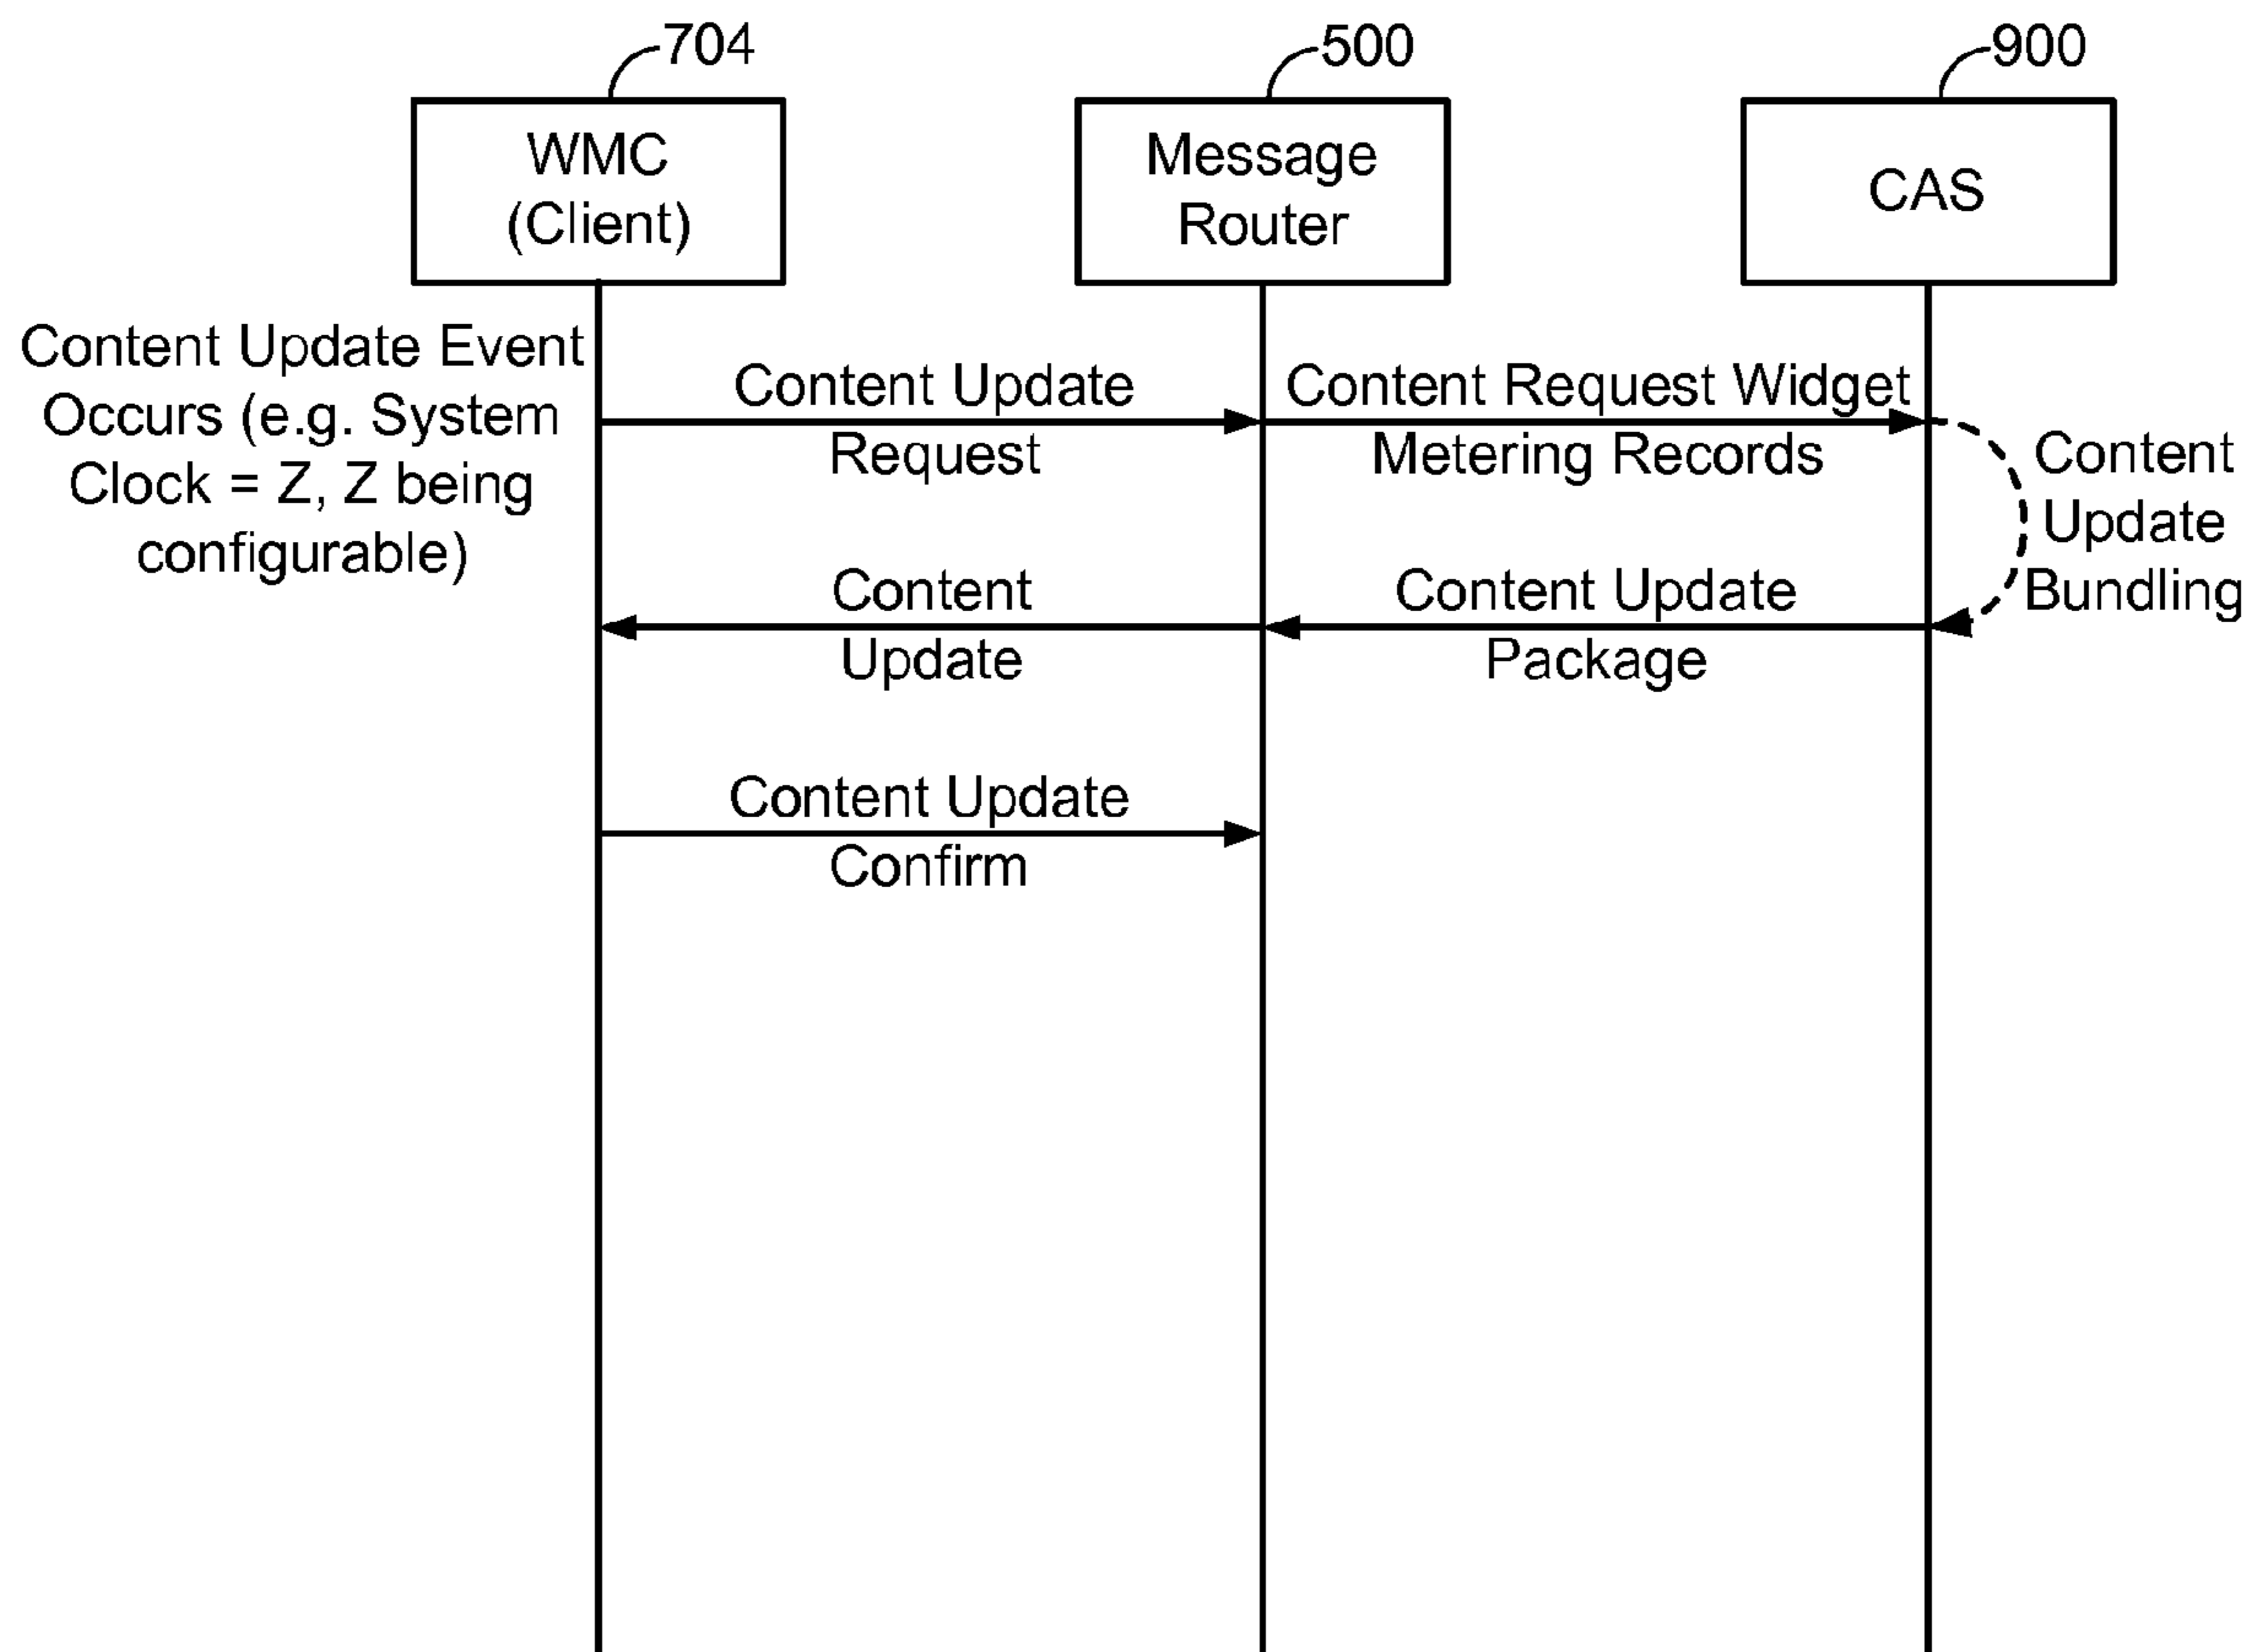 704
500
900
WMC
(Client)
Message
Router
CAS
Content Update Event
Occurs (e.g. System
Clock = Z, Z being
configurable)
Content Update
Request
Content Request Widget
Metering Records
Content
Update
Bundling
Content
Update
Content Update
Package
Content Update
Confirm